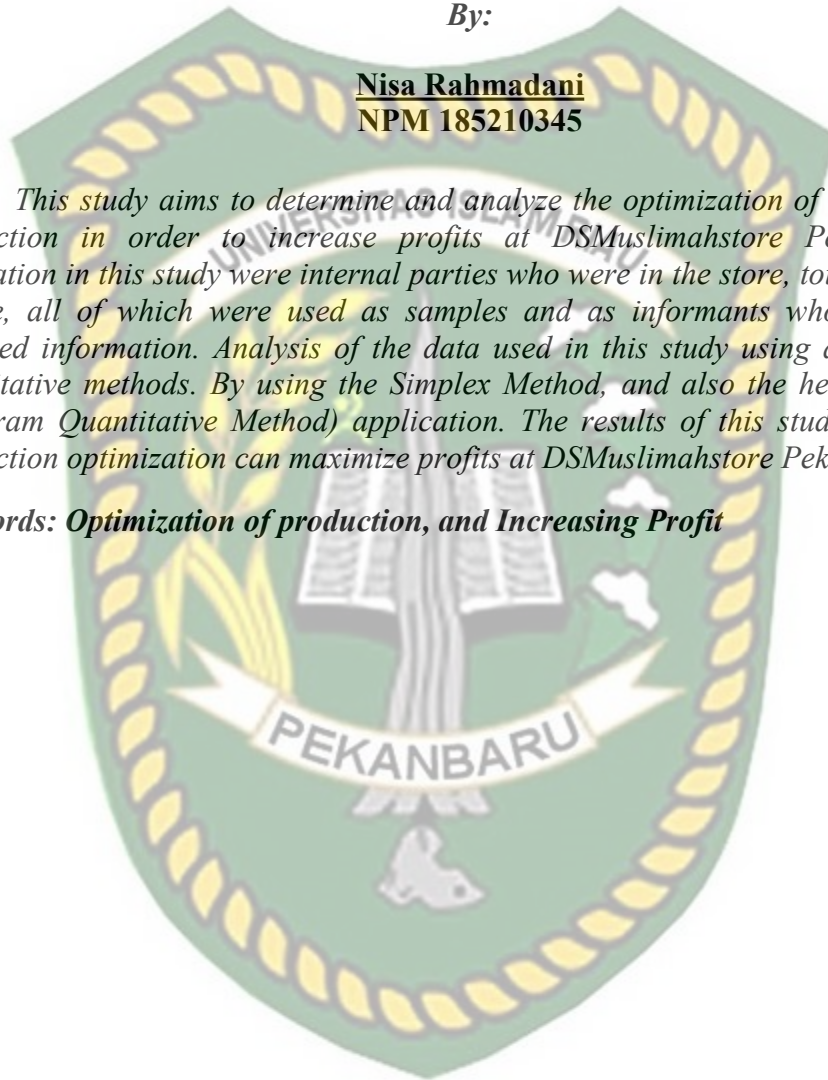 By:
Nisa Rahmadani
NPM 185210345
This study aims to determine and analyze the optimization of
ction in order to increase profits at DSMuslimahstore Pe
ation in this study were internal parties who were in the store, to
e, all of which were used as samples and as informants who
ed information. Analysis of the data used in this study using a
itative methods. By using the Simplex Method, and also the he
ram Quantitative Method) application. The results of this stud
ction optimization can maximize profits at DSMuslimahstore Pek
ords: Optimization of production, and Increasing Profit
UNIVERSITAS ISLAM RIAU
PEKANBARU